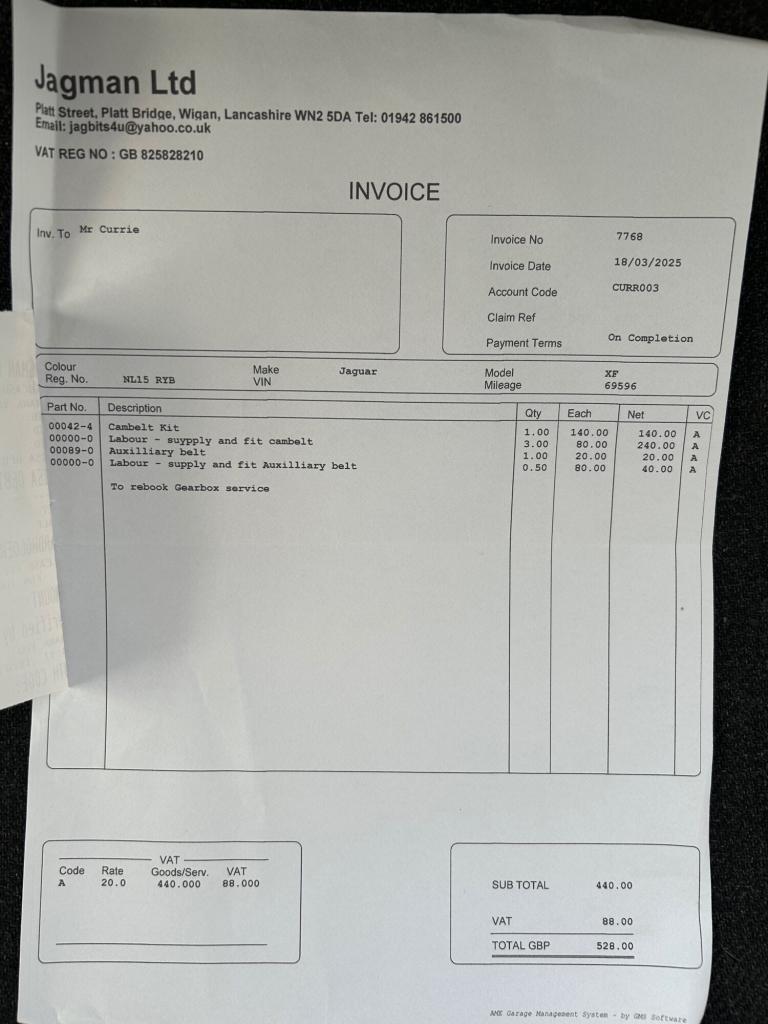 Jagman Ltd
Platt Street, Platt Bridge, Wigan, Lancashire WN2 5DA Tel: 01942 861500
Email: jagbits4u@yahoo.co.uk
VAT REG NO : GB 825828210
INVOICE
Inv. To Mr Currie
Invoice No 7768
Invoice Date 18/03/2025
Account Code CURR003
Claim Ref
Payment Terms On Completion
Colour Make Jaguar Model XF
Reg. No. NL15 RYB VIN Mileage 69596
Part No. Description Qty Each Net VC
00042-4 Cambelt Kit 1.00 140.00 140.00 A
00000-0 Labour - suypply and fit cambelt 3.00 80.00 240.00 A
00089-0 Auxilliary belt 1.00 20.00 20.00 A
00000-0 Labour - supply and fit Auxilliary belt 0.50 80.00 40.00 A
To rebook Gearbox service
VAT
Code Rate Goods/Serv. VAT
A 20.0 440.000 88.000
SUB TOTAL 440.00
VAT 88.00
TOTAL GBP 528.00
AME Garage Management System - by GMS Software